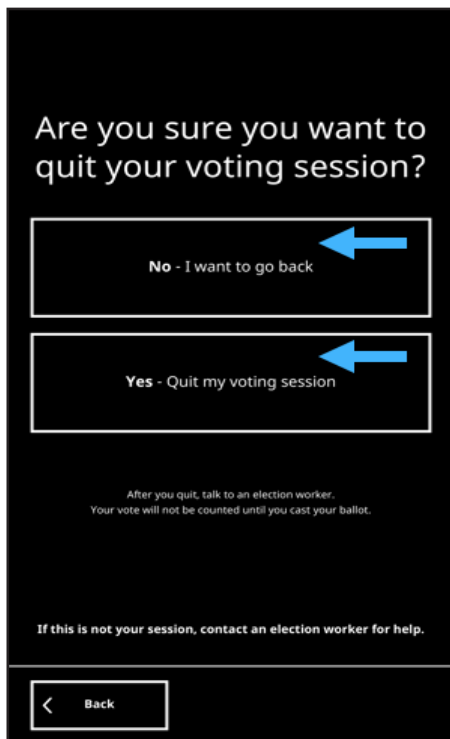 Are you sure you want to
quit your voting session?
No - I want to go back
Yes - Quit my voting session
After you quit, talk to an election worker.
Your vote will not be counted until you cast your ballot.
If this is not your session, contact an election worker for help.
Back